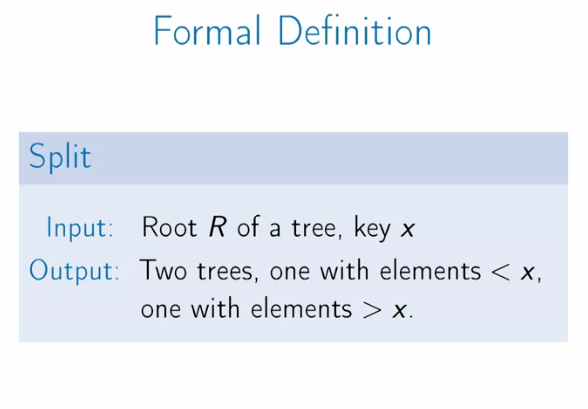 Formal Definition
Split
Input: Root R of a tree, key x
Output: Two trees, one with elements < x,
one with elements > x.